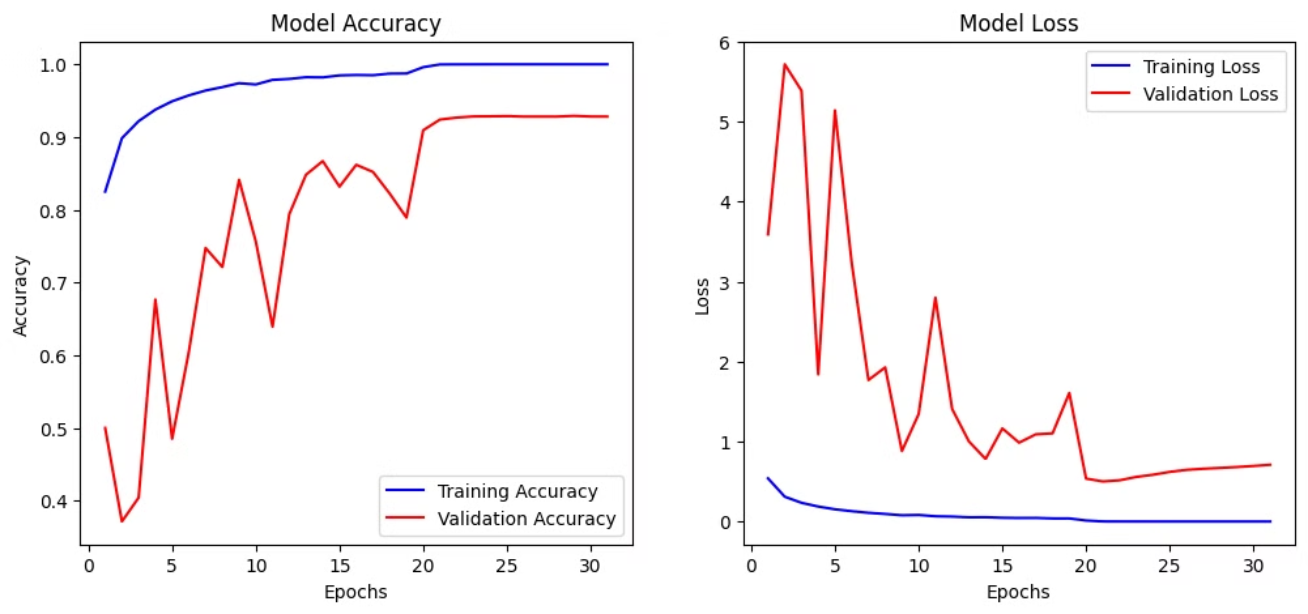 Model Accuracy
1.0
0.9
0.8
0.7
0.6
0.5
0.4
Accuracy
0
5
10
15
20
25
30
Epochs
Training Accuracy
Validation Accuracy
Model Loss
6
5
4
3
2
1
0
Loss
0
5
10
15
20
25
30
Epochs
Training Loss
Validation Loss